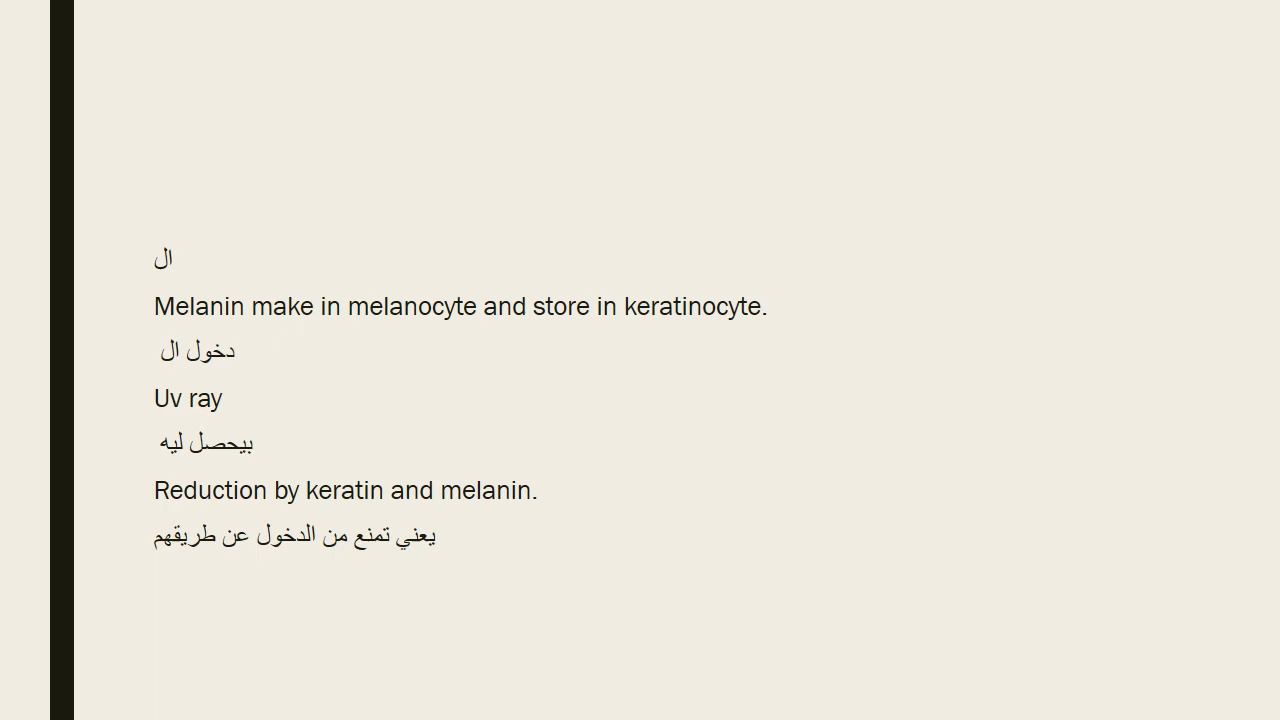 ال
Melanin make in melanocyte and store in keratinocyte.
دخول ال
Uv ray
بيحصل ليه
Reduction by keratin and melanin.
يعني تمنع من الدخول عن طريقهم